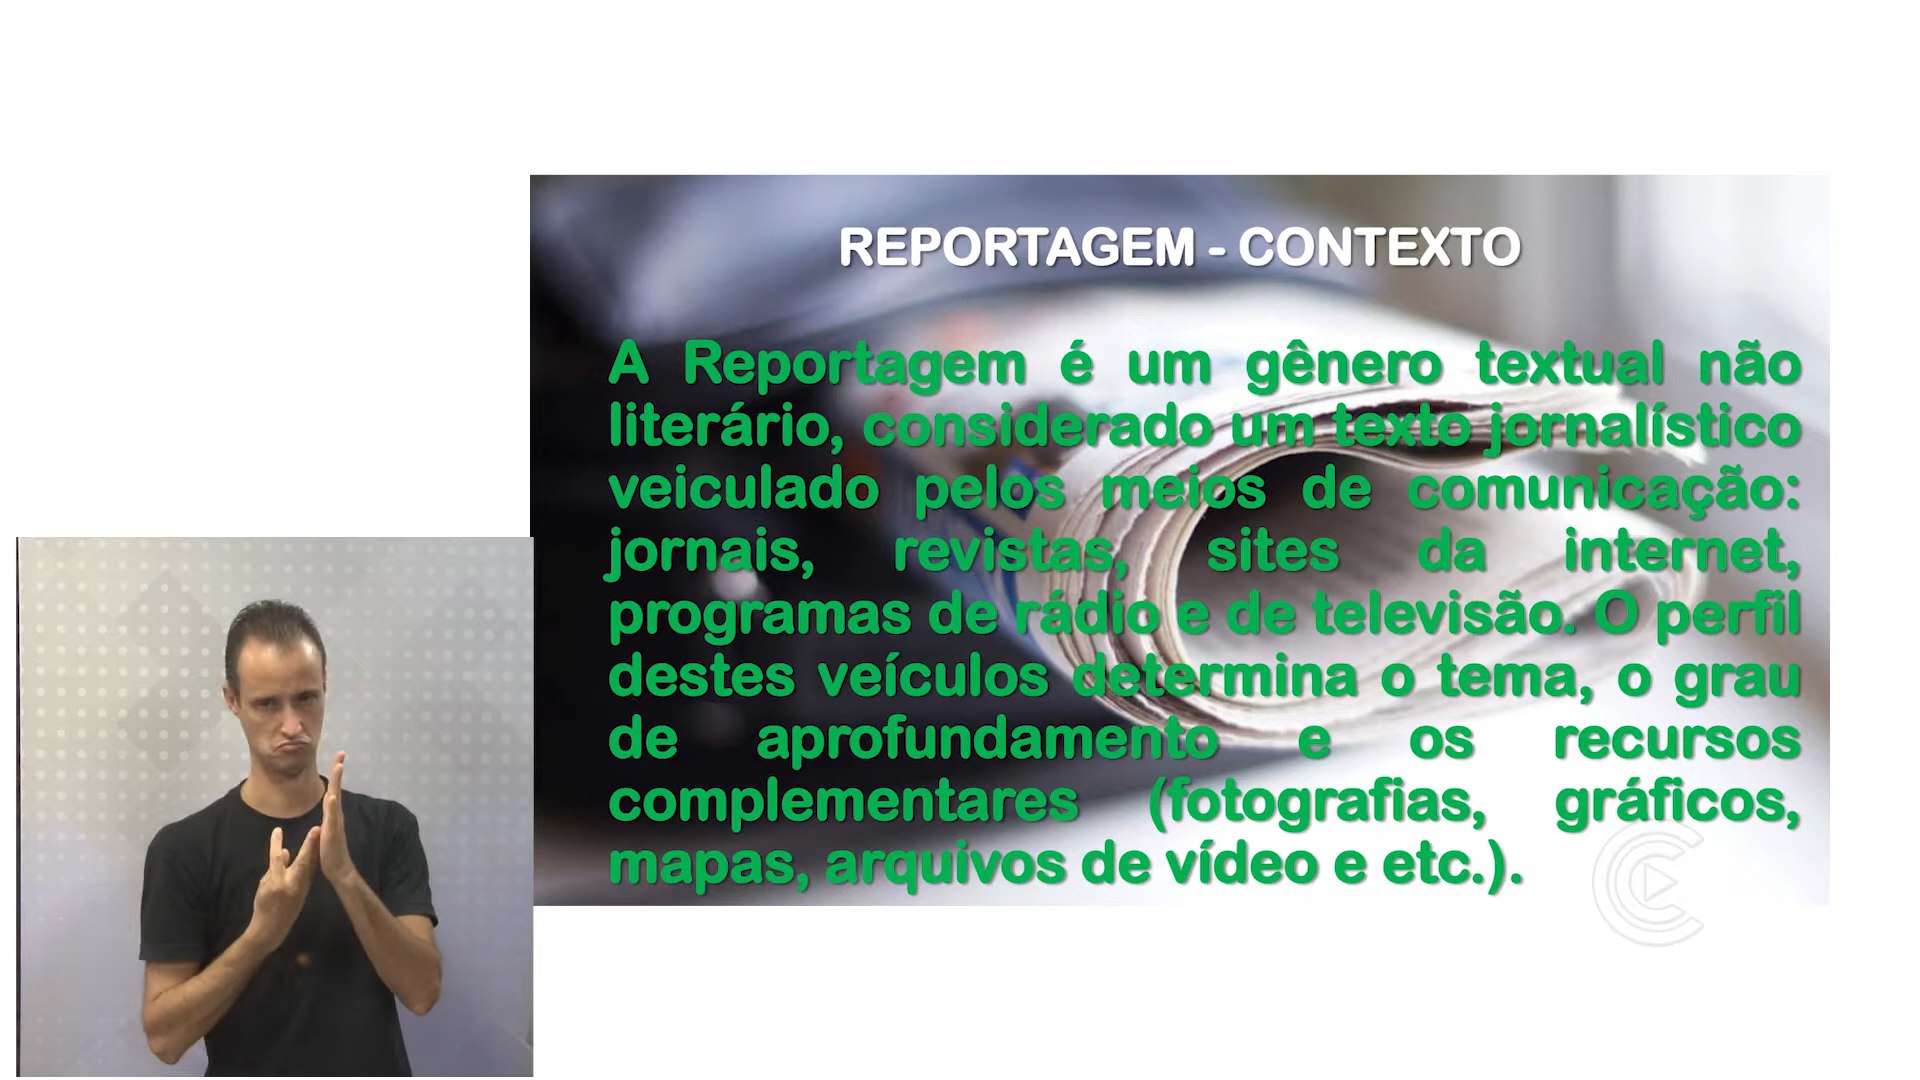 REPORTAGEM - CONTEXTO
A Reportagem é um gênero textual não
literário, considerado um texto jornalístico
veiculado pelos meios de comunicação:
jornais, revistas, sites da internet,
programas de rádio e de televisão. O perfil
destes veículos determina o tema, o grau
de aprofundamento e os recursos
complementares (fotografias, gráficos,
mapas, arquivos de vídeo e etc.).